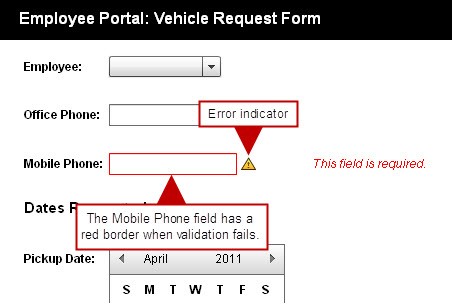 Employee Portal: Vehicle Request Form
Employee:
Office Phone:
Error indicator
Mobile Phone:
This field is required.
Dates
The Mobile Phone field has a
red border when validation fails.
Pickup Date:
April 2011
S M T W T F S